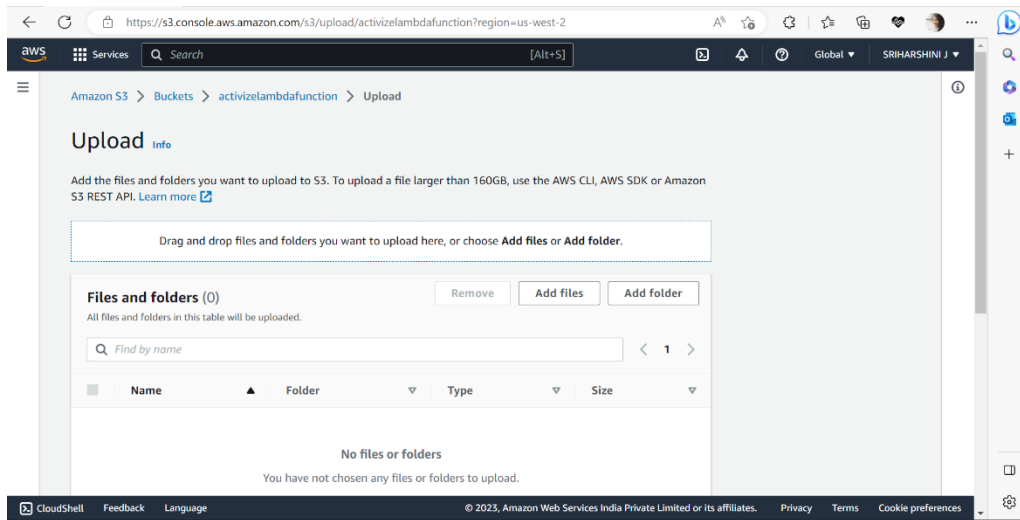 https://s3.console.aws.amazon.com/s3/upload/activizelambdafunction?region=us-west-2
aws Services Search [Alt+S] Global SRIHARSHINI J
Amazon S3 > Buckets > activizelambdafunction > Upload
Upload Info
Add the files and folders you want to upload to S3. To upload a file larger than 160GB, use the AWS CLI, AWS SDK or Amazon
S3 REST API. Learn more
Drag and drop files and folders you want to upload here, or choose Add files or Add folder.
Files and folders (0) Remove Add files Add folder
All files and folders in this table will be uploaded.
Find by name < 1 >
Name Folder Type Size
No files or folders
You have not chosen any files or folders to upload.
CloudShell Feedback Language © 2023, Amazon Web Services India Private Limited or its affiliates. Privacy Terms Cookie preferences